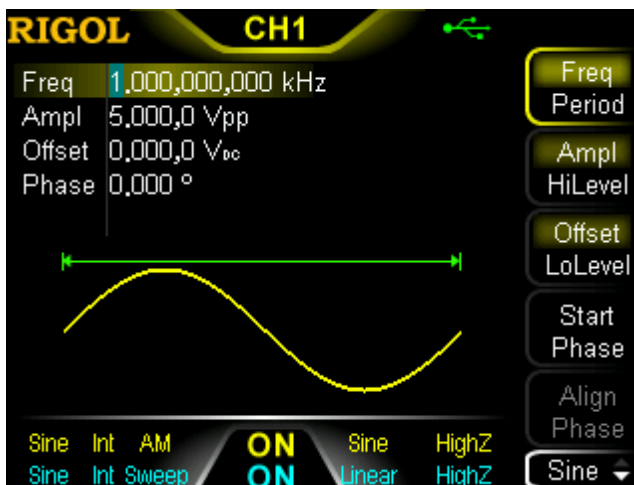 RIGOL CH1
Freq 1.000,000,000 kHz
Ampl 5.000,0 Vpp
Offset 0.000,0 VDC
Phase 0.000 °
Freq
Period
Ampl
HiLevel
Offset
LoLevel
Start
Phase
Align
Phase
Sine
Sine Int AM ON Sine HighZ
Sine Int Sweep ON Linear HighZ